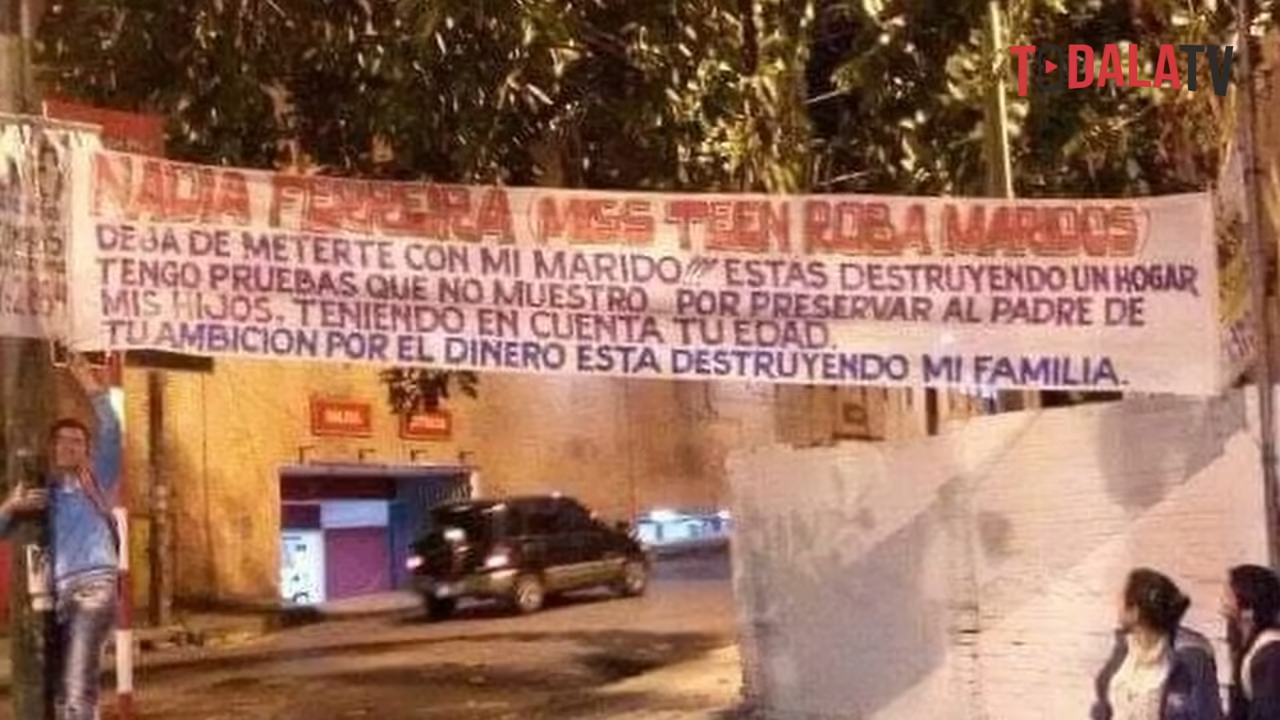 TODALATV
NADIA FERREIRA (MISS TEEN ROBA MARIDOS)
DEJA DE METERTE CON MI MARIDO!!! ESTAS DESTRUYENDO UN HOGAR
TENGO PRUEBAS QUE NO MUESTRO POR PRESERVAR AL PADRE DE
MIS HIJOS. TENIENDO EN CUENTA TU EDAD.
TU AMBICION POR EL DINERO ESTA DESTRUYENDO MI FAMILIA.